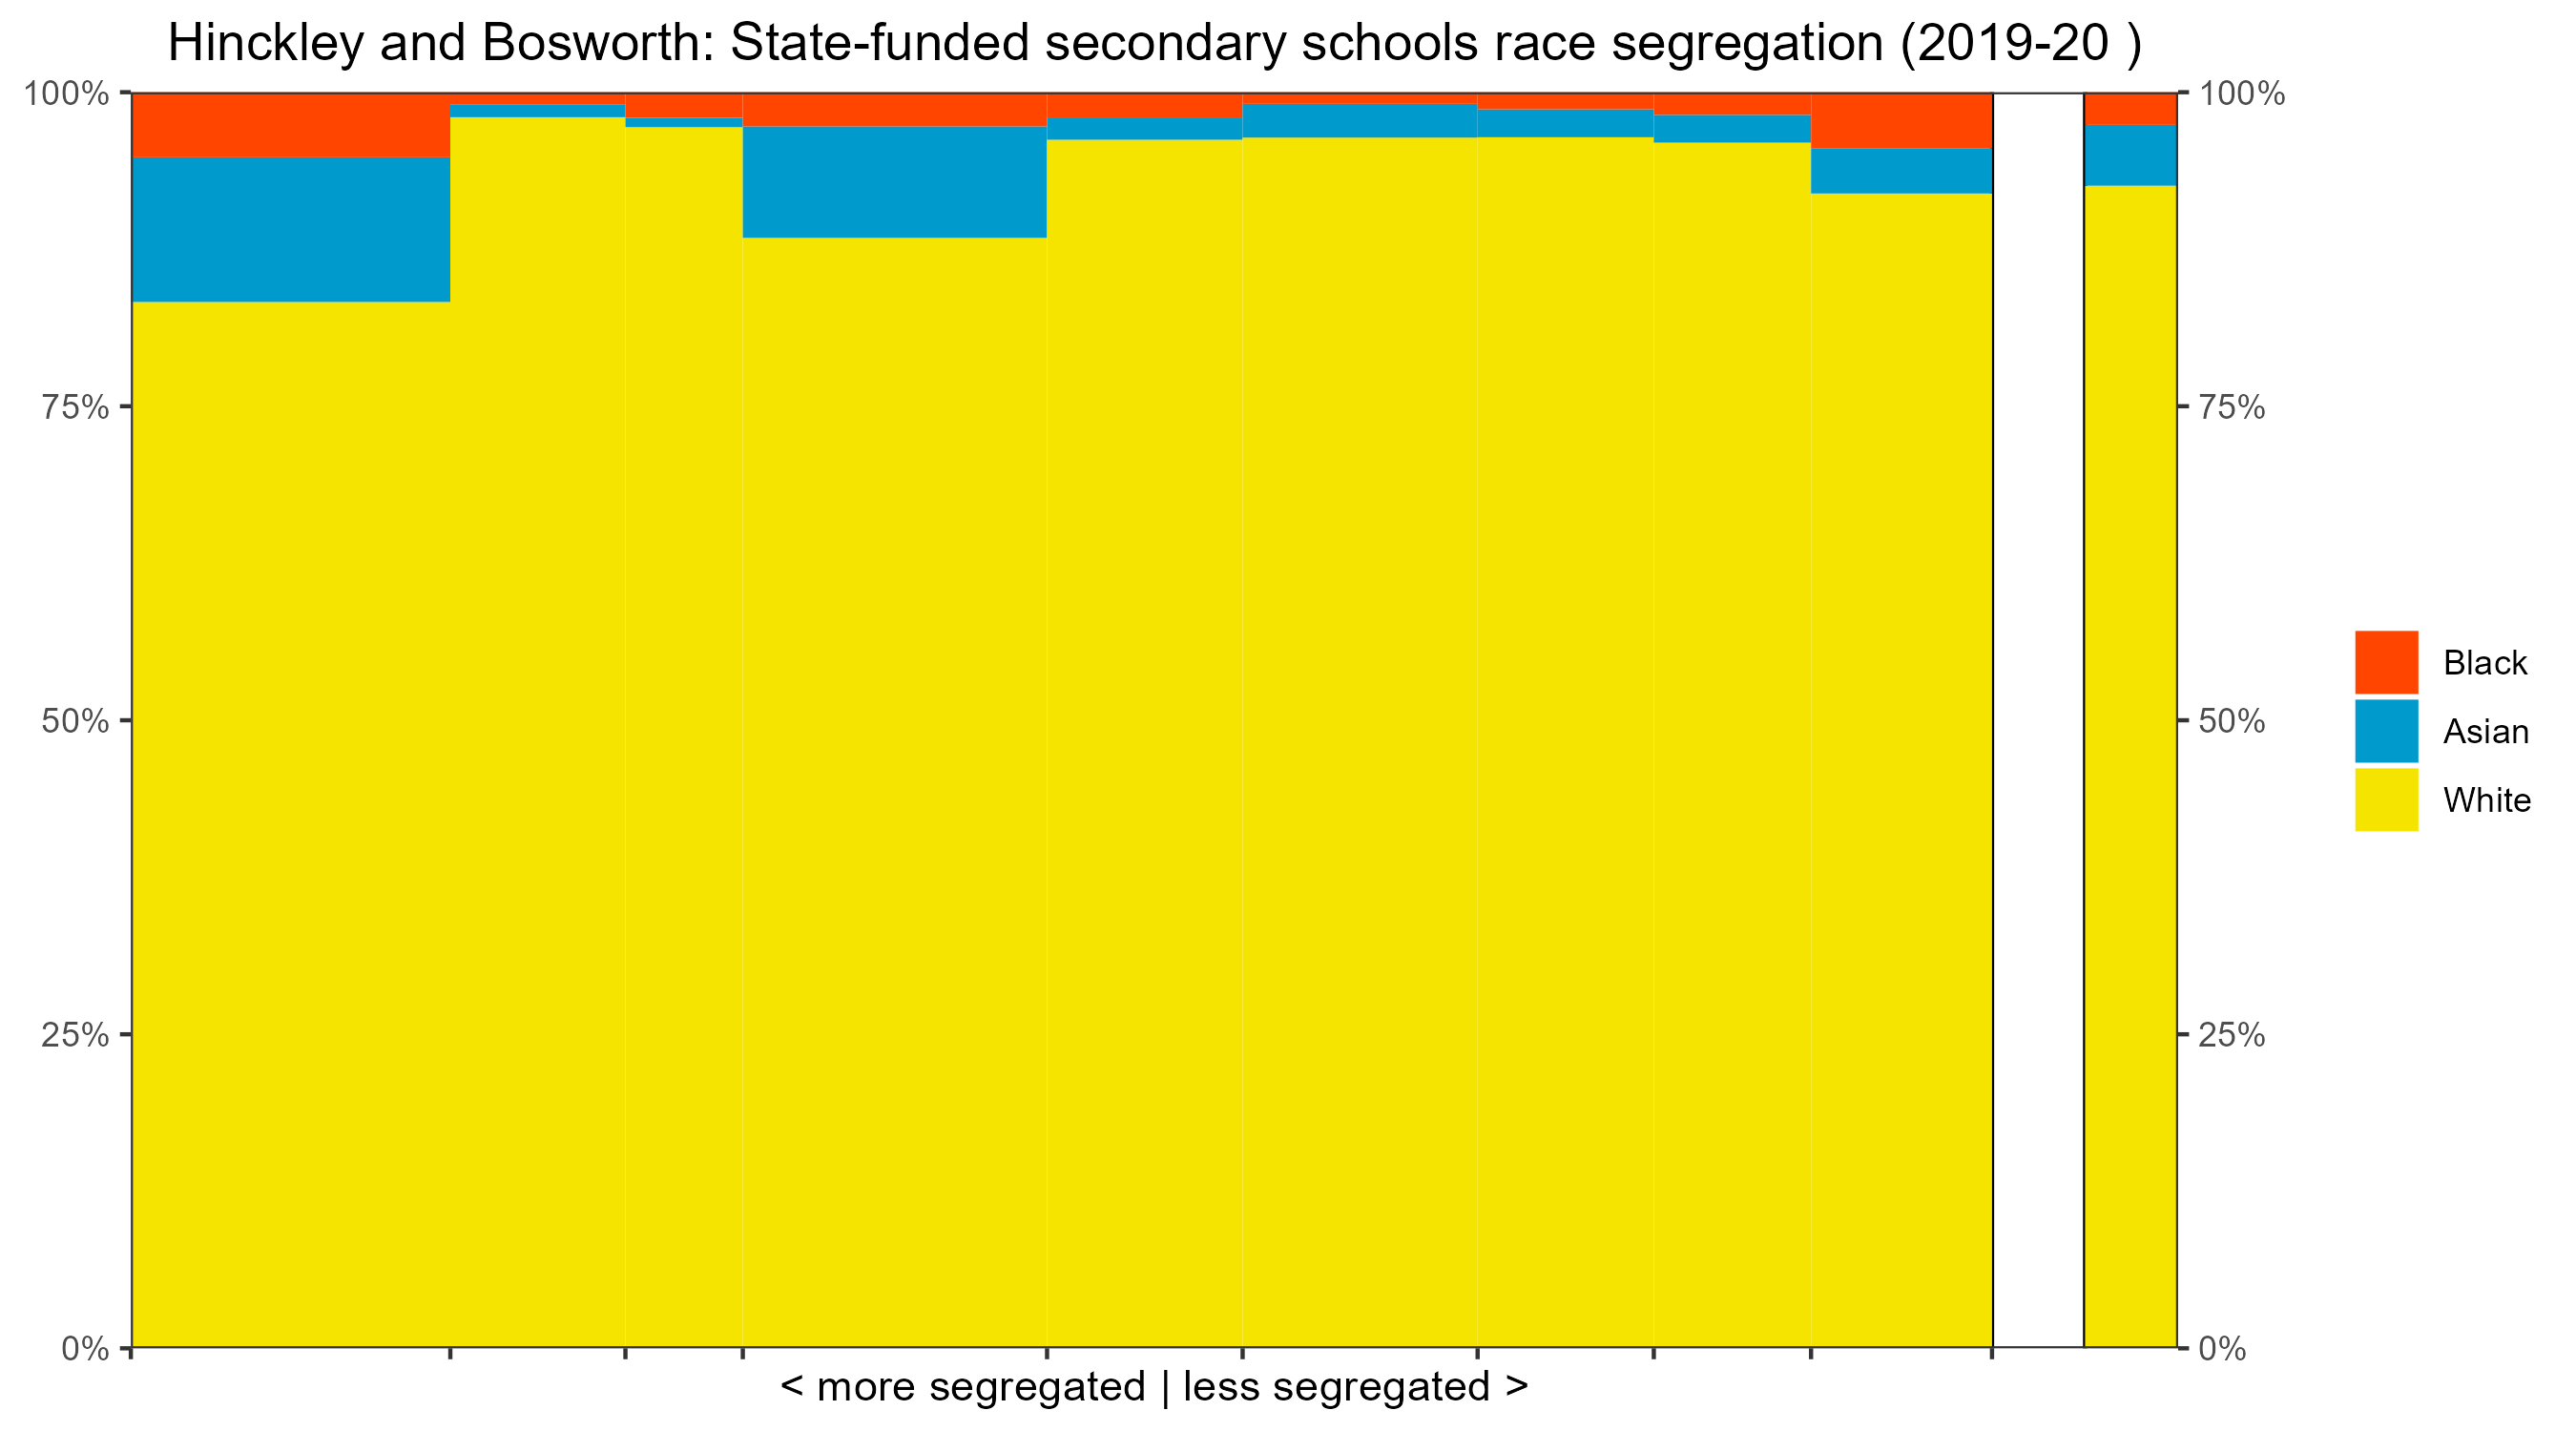 Hinckley and Bosworth: State-funded secondary schools race segregation (2019-20 )
100%
75%
50%
25%
0%
100%
75%
50%
25%
0%
Black
Asian
White
< more segregated | less segregated >